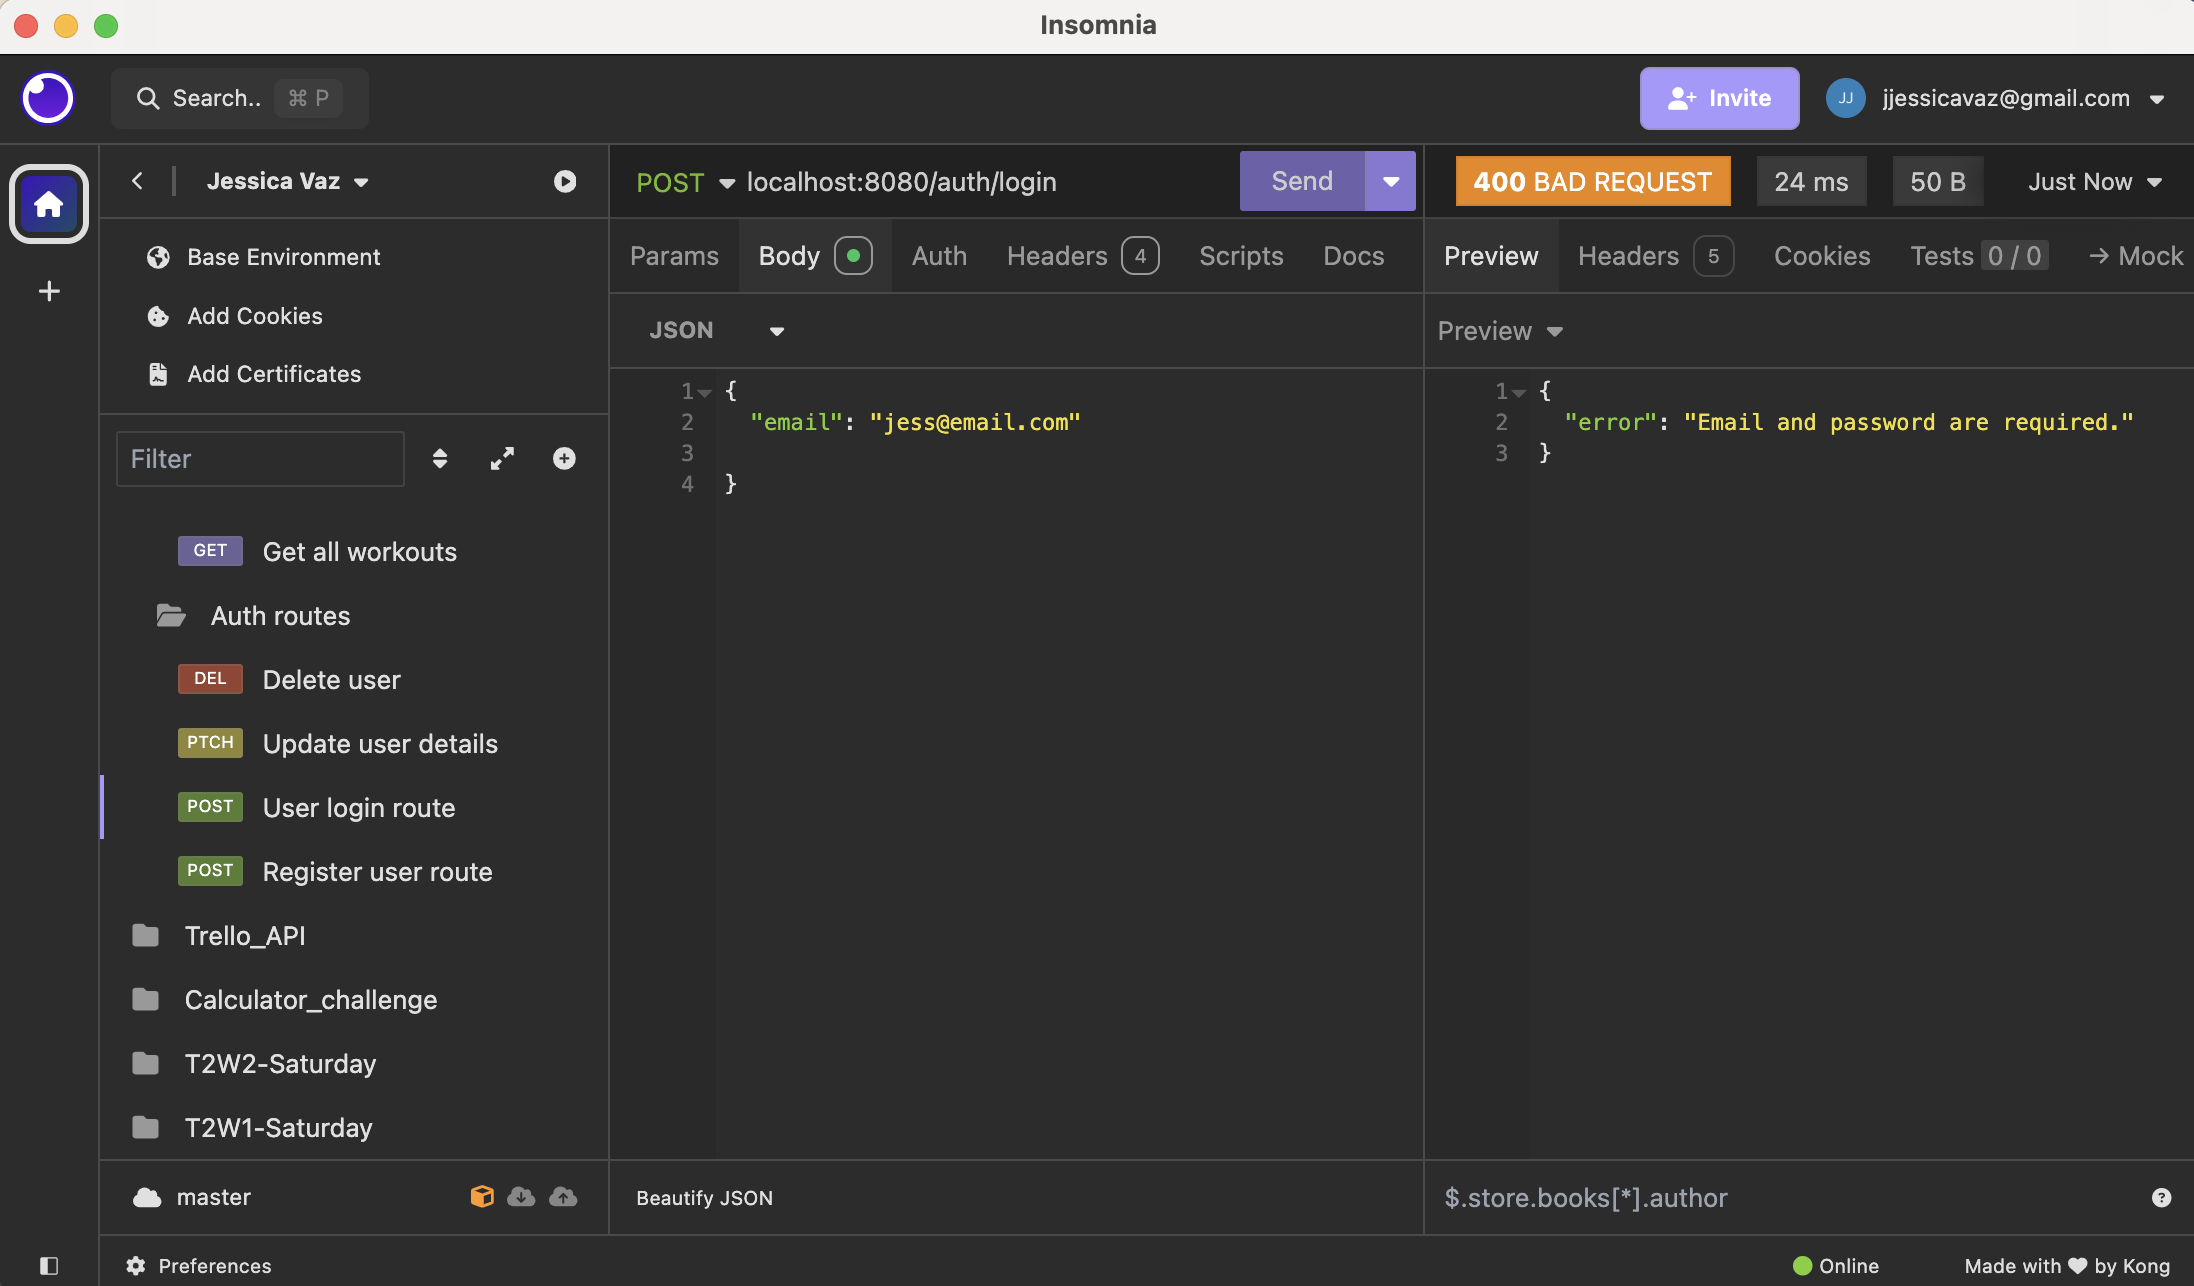 Insomnia
Search.. ⌘ P
Invite
JJ jjessicavaz@gmail.com
Jessica Vaz
POST localhost:8080/auth/login Send
400 BAD REQUEST 24 ms 50 B Just Now
Base Environment
Add Cookies
Add Certificates
Filter
GET Get all workouts
Auth routes
DEL Delete user
PTCH Update user details
POST User login route
POST Register user route
Trello_API
Calculator_challenge
T2W2-Saturday
T2W1-Saturday
master
Params Body Auth Headers 4 Scripts Docs
JSON
1 {
2 "email": "jess@email.com"
3
4 }
Beautify JSON
Preview Headers 5 Cookies Tests 0 / 0 → Mock
Preview
1 {
2 "error": "Email and password are required."
3 }
$.store.books[*].author ?
Preferences
Online Made with ♥ by Kong